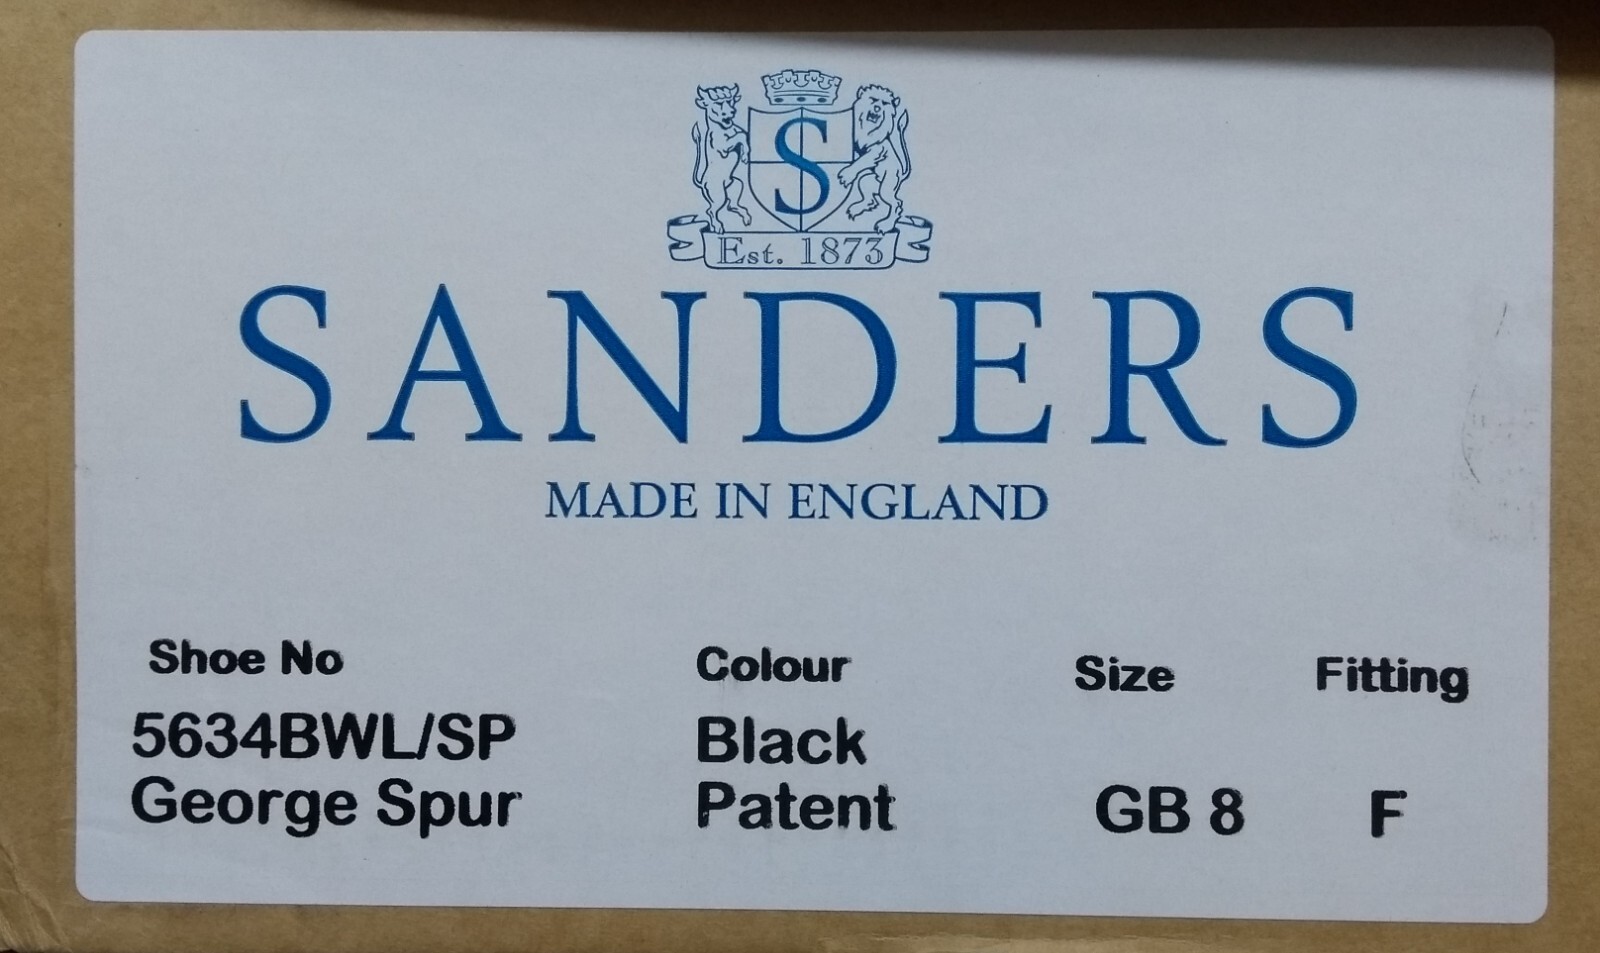 S
Est. 1873
SANDERS
MADE IN ENGLAND
Shoe No Colour Size Fitting
5634BWL/SP Black
George Spur Patent GB 8 F